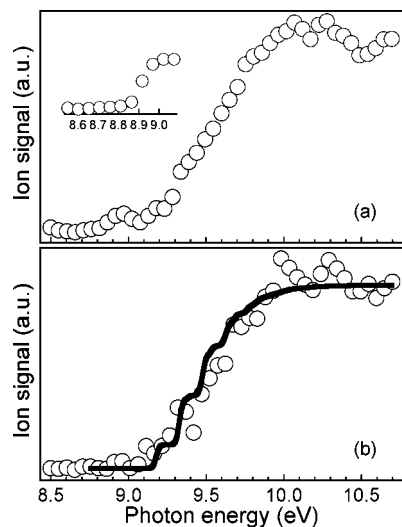 Ion signal (a.u.)
8.6 8.7 8.8 8.9 9.0
(a)
Ion signal (a.u.)
(b)
8.5 9.0 9.5 10.0 10.5
Photon energy (eV)